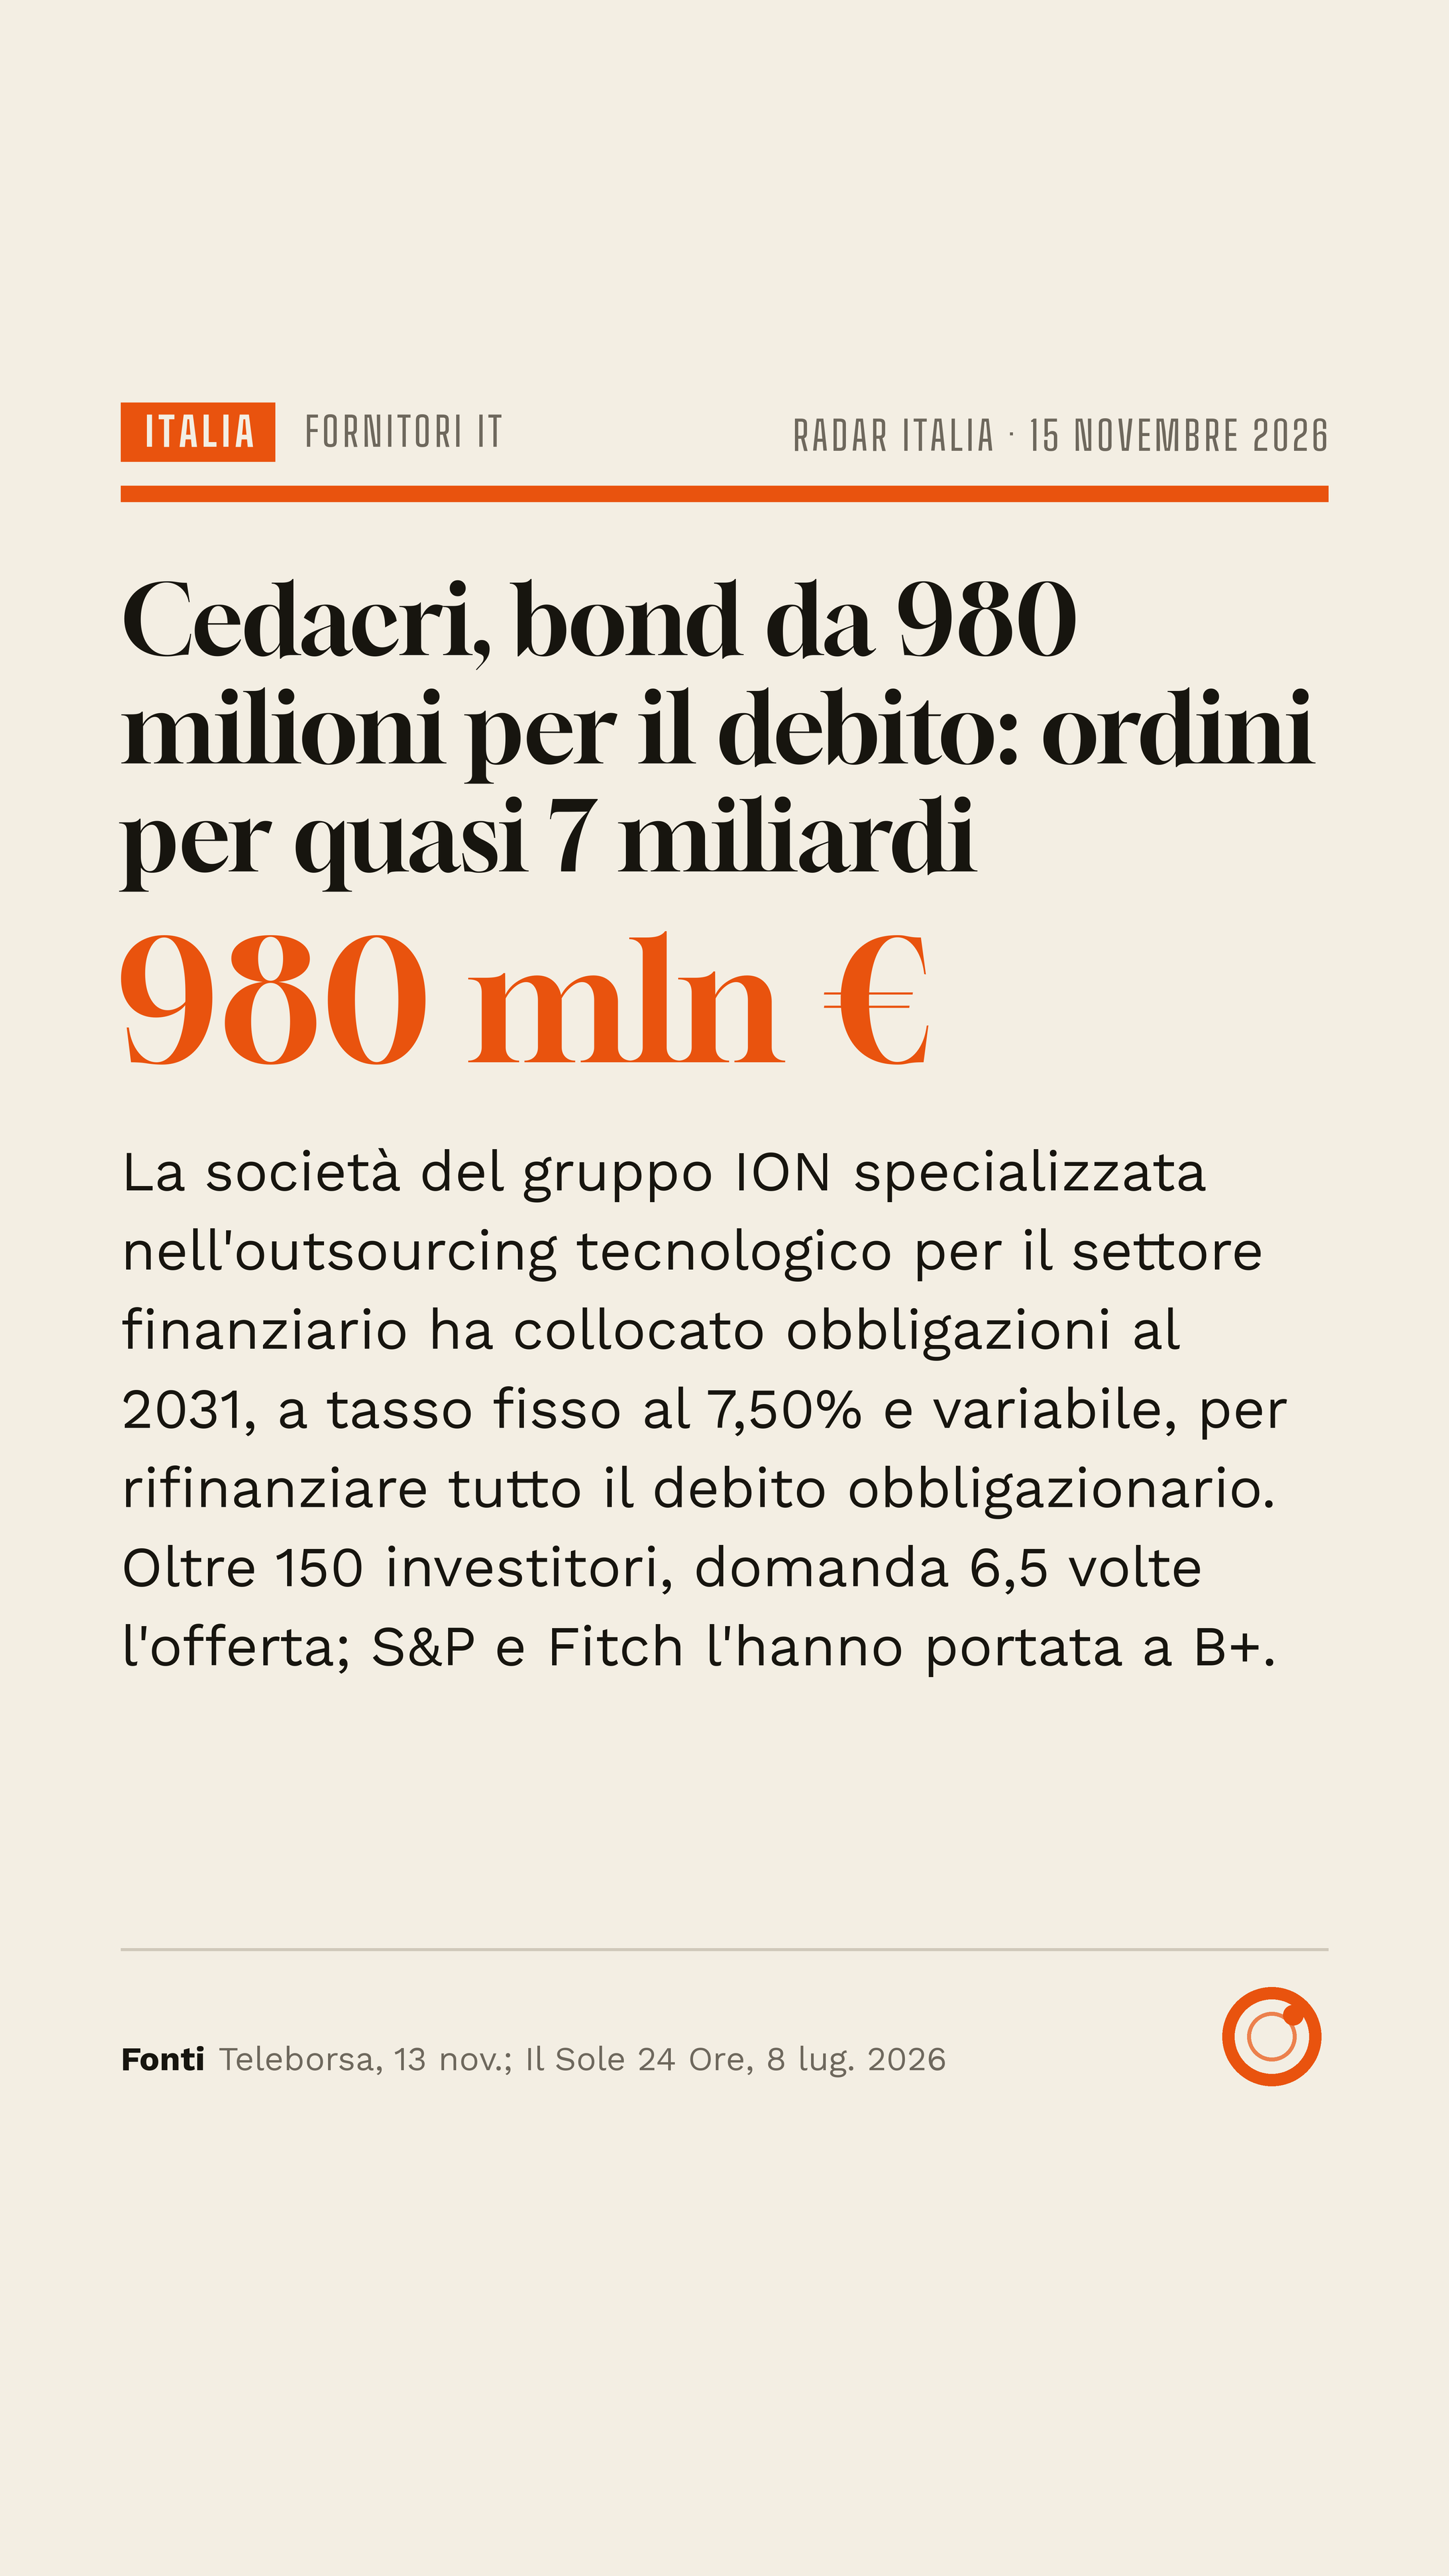 ITALIA FORNITORI IT RADAR ITALIA · 15 NOVEMBRE 2026
Cedacri, bond da 980
milioni per il debito: ordini
per quasi 7 miliardi
980 mln €
La società del gruppo ION specializzata
nell'outsourcing tecnologico per il settore
finanziario ha collocato obbligazioni al
2031, a tasso fisso al 7,50% e variabile, per
rifinanziare tutto il debito obbligazionario.
Oltre 150 investitori, domanda 6,5 volte
l'offerta; S&P e Fitch l'hanno portata a B+.
Fonti Teleborsa, 13 nov.; Il Sole 24 Ore, 8 lug. 2026